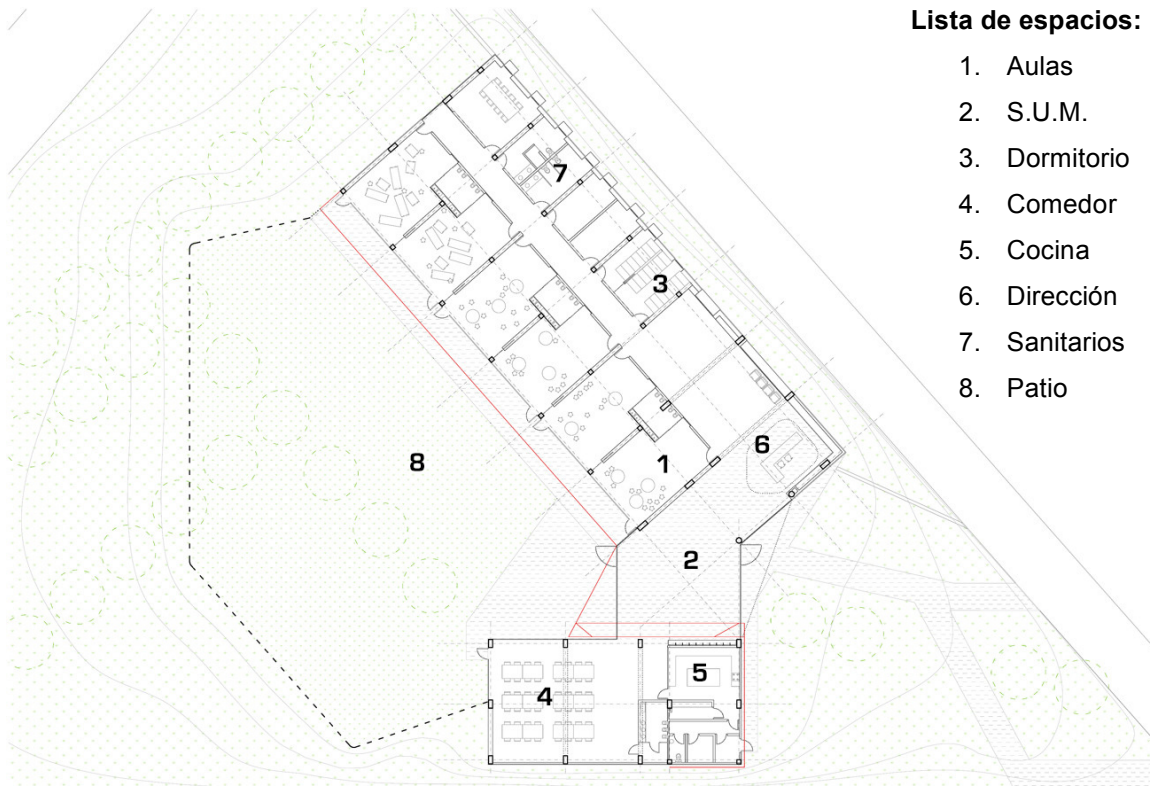 Lista de espacios:
1. Aulas
2. S.U.M.
3. Dormitorio
4. Comedor
5. Cocina
6. Dirección
7. Sanitarios
8. Patio
7
3
6
8
1
2
5
4